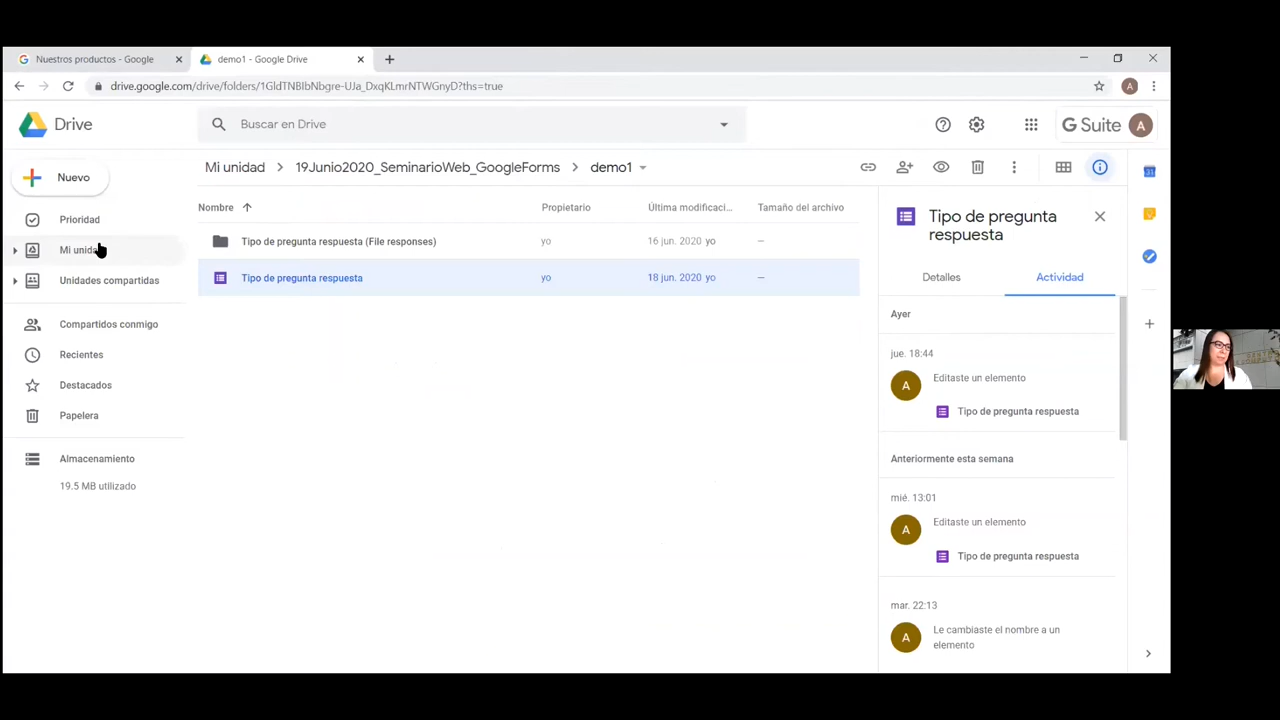 Nuestros productos - Google
demo1 - Google Drive
drive.google.com/drive/folders/1GldTNBIbNbgre-UJa_DxqKLmrNTWGnyD?ths=true
A
Drive
Buscar en Drive
G Suite
A
Nuevo
Mi unidad > 19Junio2020_SeminarioWeb_GoogleForms > demo1
Prioridad
Mi unidad
Unidades compartidas
Compartidos conmigo
Recientes
Destacados
Papelera
Almacenamiento
19.5 MB utilizado
Nombre
Propietario
Última modificaci...
Tamaño del archivo
Tipo de pregunta respuesta (File responses)
yo
16 jun. 2020 yo
—
Tipo de pregunta respuesta
yo
18 jun. 2020 yo
—
Tipo de pregunta
respuesta
Detalles
Actividad
Ayer
jue. 18:44
A
Editaste un elemento
Tipo de pregunta respuesta
Anteriormente esta semana
mié. 13:01
A
Editaste un elemento
Tipo de pregunta respuesta
mar. 22:13
A
Le cambiaste el nombre a un
elemento
31